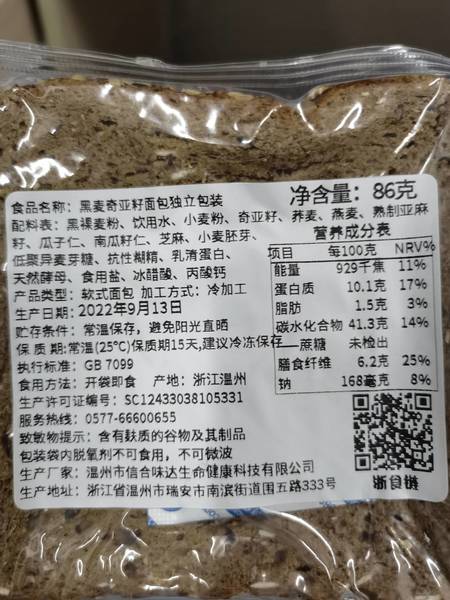 食品名称：黑麦奇亚籽面包独立包装
净含量：86克
配料表：黑裸麦粉、饮用水、小麦粉、奇亚籽、荞麦、燕麦、熟制亚麻
籽、瓜子仁、南瓜籽仁、芝麻、小麦胚芽、
低聚异麦芽糖、抗性糊精、乳清蛋白、
天然酵母、食用盐、冰醋酸、丙酸钙
产品类型：软式面包 加工方式：冷加工
生产日期：2022年9月13日
贮存条件：常温保存，避免阳光直晒
保 质 期:常温(25°C)保质期15天,建议冷冻保存
执行标准：GB 7099
食用方法：开袋即食 产地：浙江温州
生产许可证编号：SC12433038105331
服务热线：0577-66600655
致敏物提示：含有麸质的谷物及其制品
包装袋内脱氧剂不可食用，不可微波
生产厂家：温州市信合味达生命健康科技有限公司
生产地址：浙江省温州市瑞安市南滨街道围五路333号
营养成分表
项目 每100克 NRV%
能量 929千焦 11%
蛋白质 10.1克 17%
脂肪 1.5克 3%
碳水化合物 41.3克 14%
—蔗糖 未检出
膳食纤维 6.2克 25%
钠 168毫克 8%
浙食链